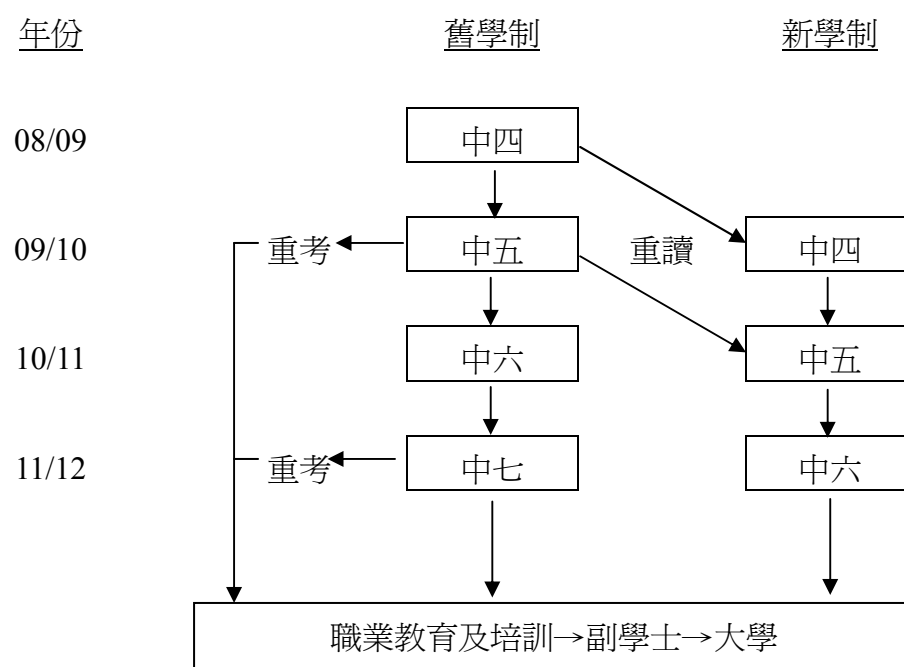 年份 舊學制 新學制
08/09 中四
09/10 重考 中五 重讀 中四
10/11 中六 中五
11/12 重考 中七 中六
職業教育及培訓→副學士→大學